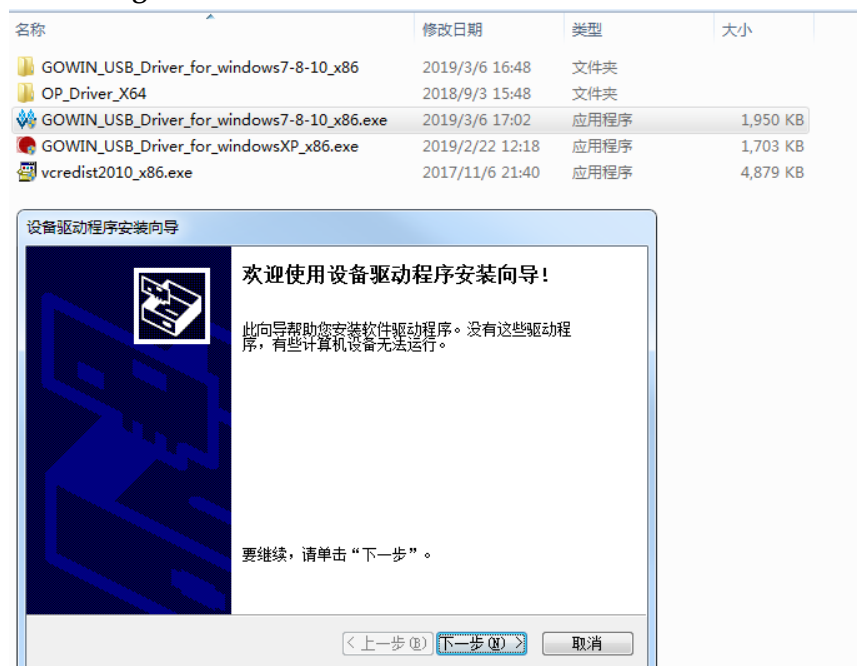 名称 修改日期 类型 大小
GOWIN_USB_Driver_for_windows7-8-10_x86 2019/3/6 16:48 文件夹
OP_Driver_X64 2018/9/3 15:48 文件夹
GOWIN_USB_Driver_for_windows7-8-10_x86.exe 2019/3/6 17:02 应用程序 1,950 KB
GOWIN_USB_Driver_for_windowsXP_x86.exe 2019/2/22 12:18 应用程序 1,703 KB
vcredist2010_x86.exe 2017/11/6 21:40 应用程序 4,879 KB
设备驱动程序安装向导
欢迎使用设备驱动程序安装向导!
此向导帮助您安装软件驱动程序。没有这些驱动程
序，有些计算机设备无法运行。
要继续，请单击“下一步”。
< 上一步(B) 下一步(N) > 取消